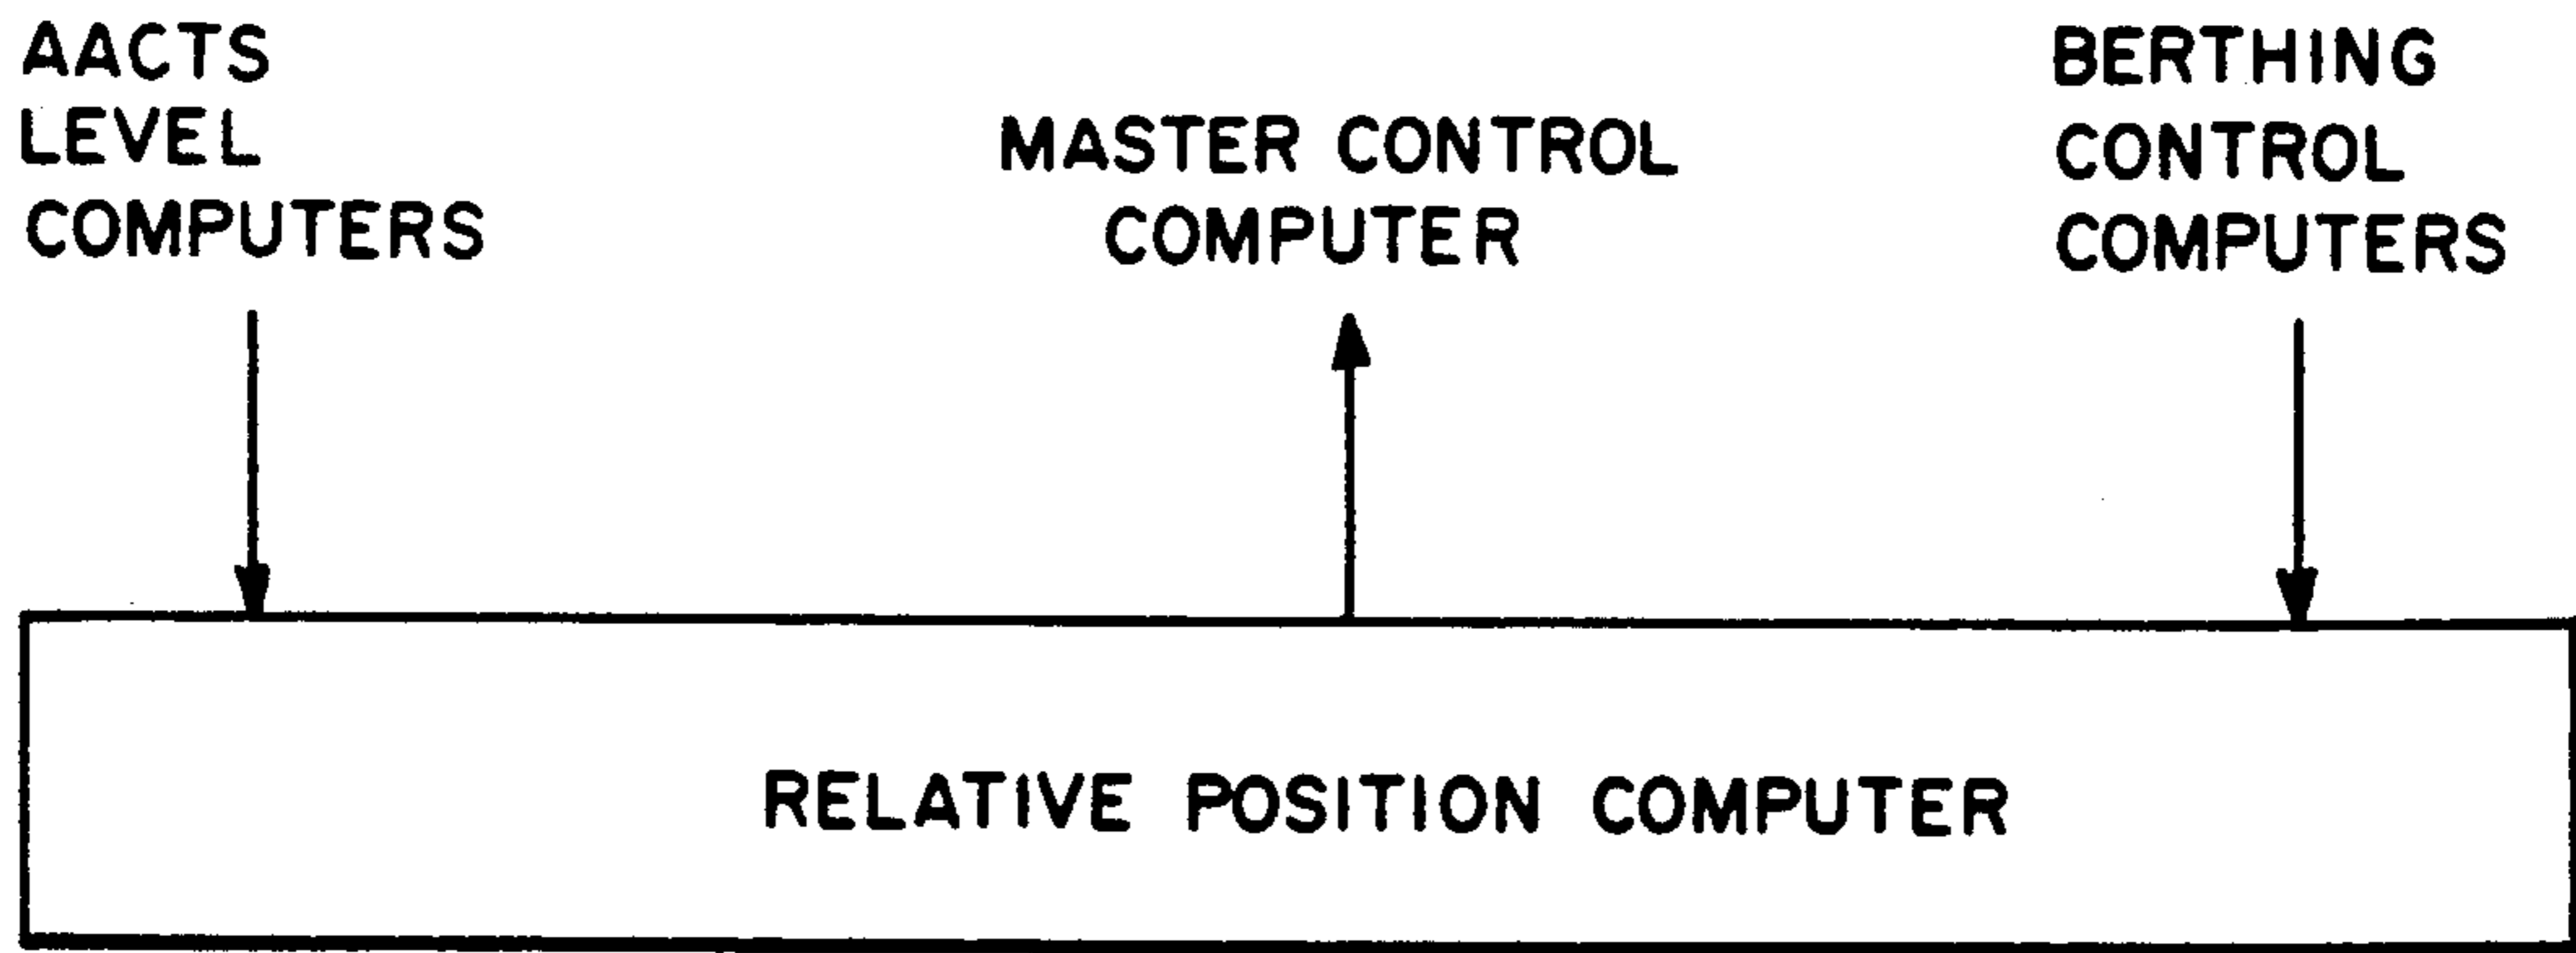 AACTS
LEVEL
COMPUTERS
MASTER CONTROL
COMPUTER
BERTHING
CONTROL
COMPUTERS
RELATIVE POSITION COMPUTER